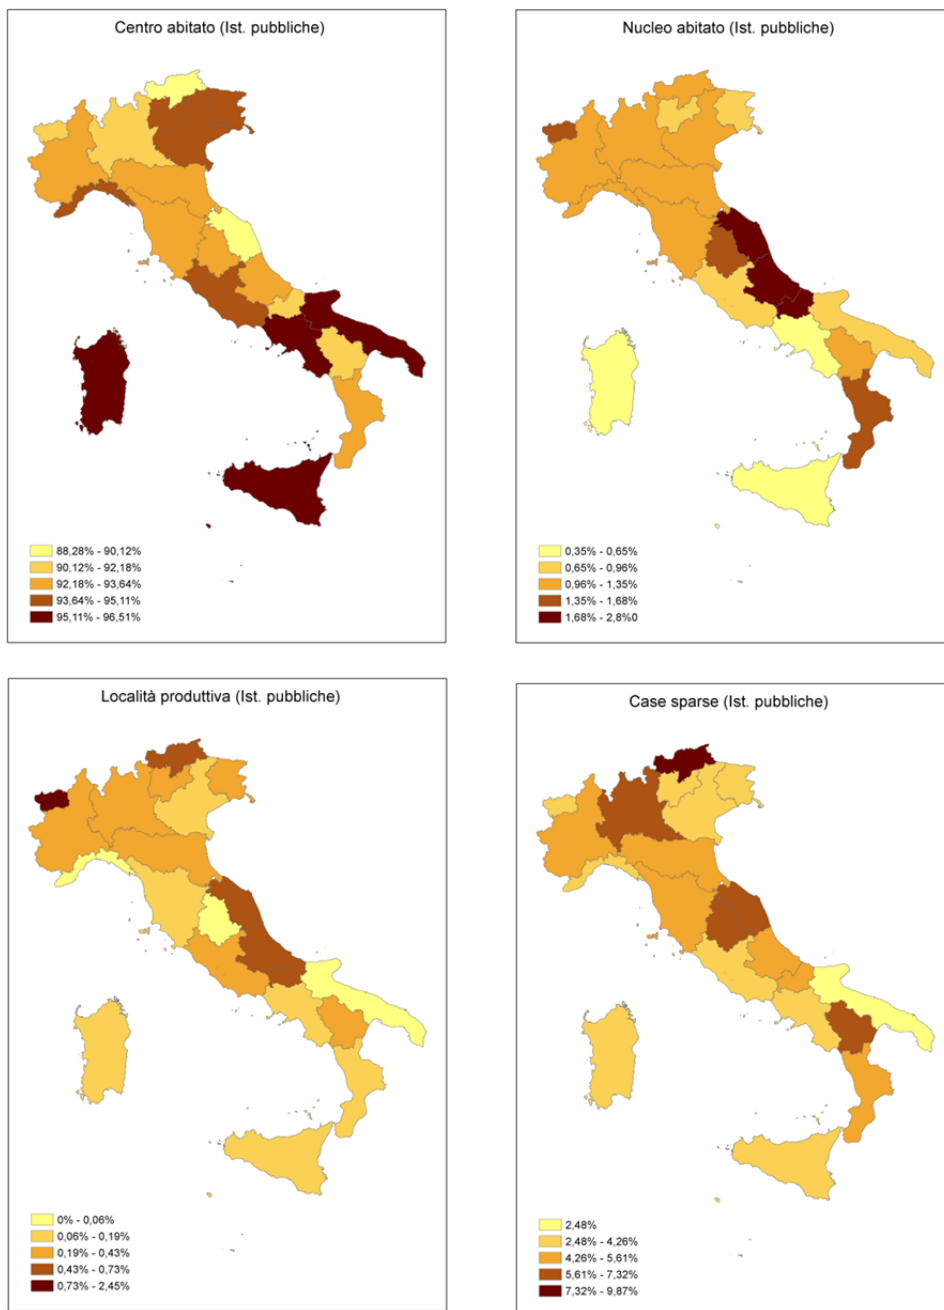 Centro abitato (Ist. pubbliche)
88,28% - 90,12%
90,12% - 92,18%
92,18% - 93,64%
93,64% - 95,11%
95,11% - 96,51%
Nucleo abitato (Ist. pubbliche)
0,35% - 0,65%
0,65% - 0,96%
0,96% - 1,35%
1,35% - 1,68%
1,68% - 2,8%0
Località produttiva (Ist. pubbliche)
0% - 0,06%
0,06% - 0,19%
0,19% - 0,43%
0,43% - 0,73%
0,73% - 2,45%
Case sparse (Ist. pubbliche)
2,48%
2,48% - 4,26%
4,26% - 5,61%
5,61% - 7,32%
7,32% - 9,87%